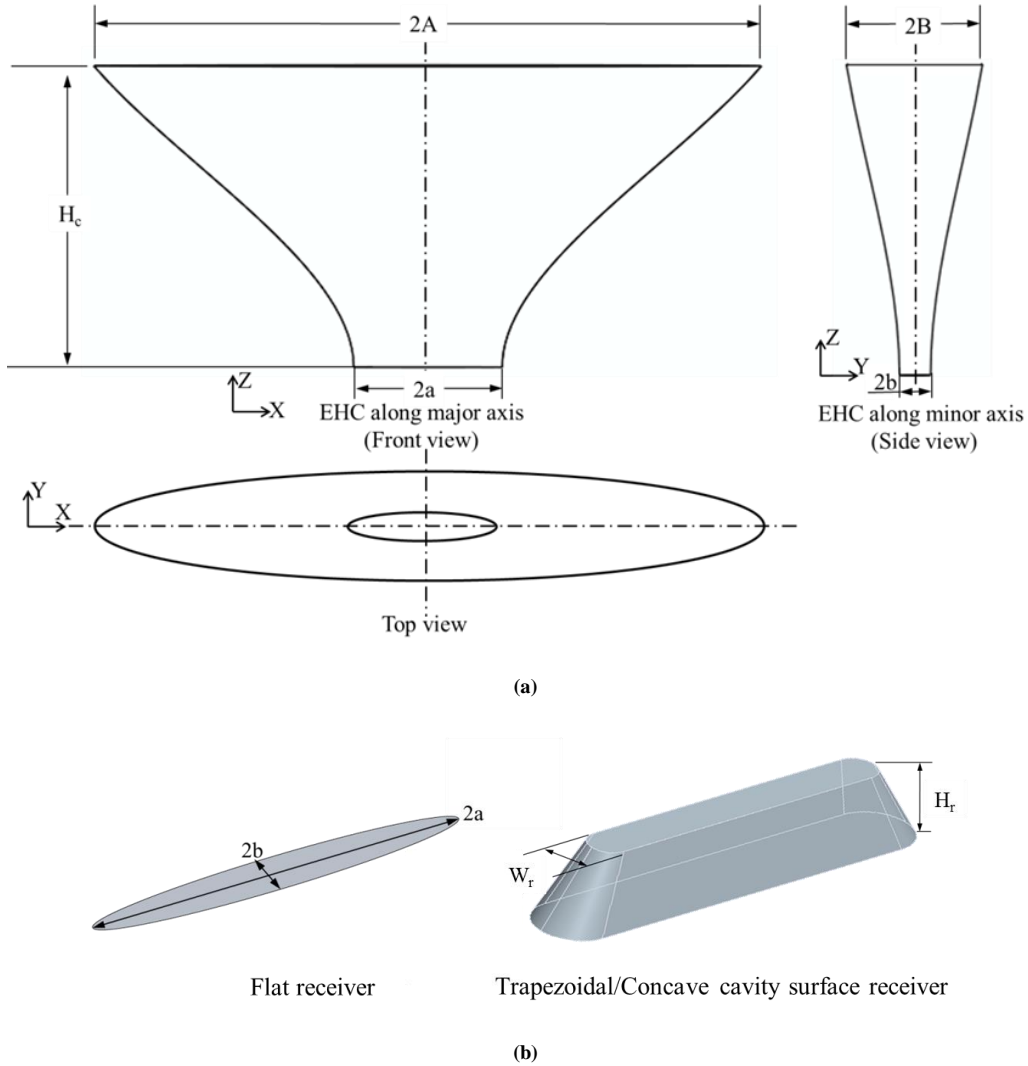 2A
2B
H_c
Z
X
2a
EHC along major axis
(Front view)
Z
Y
2b
EHC along minor axis
(Side view)
Y
X
Top view
(a)
2a
2b
W_r
H_r
Flat receiver
Trapezoidal/Concave cavity surface receiver
(b)